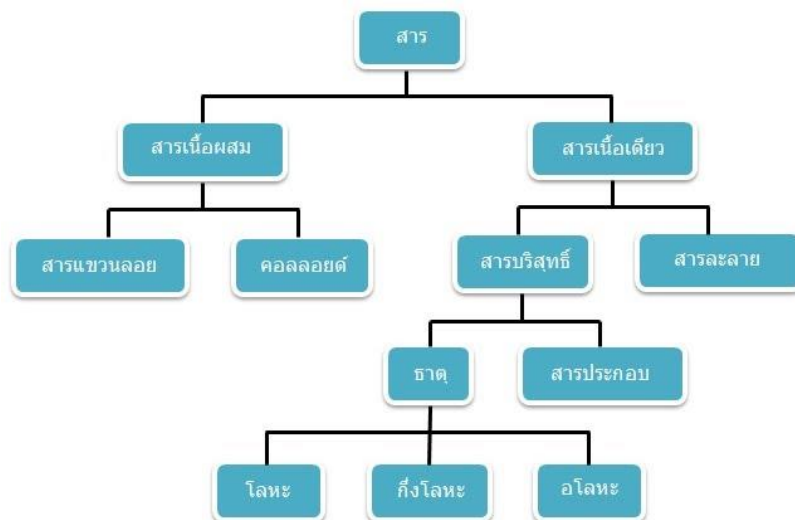 สาร
สารเนื้อผสม
สารเนื้อเดียว
สารแขวนลอย
คอลลอยด์
สารบริสุทธิ์
สารละลาย
ธาตุ
สารประกอบ
โลหะ
กึ่งโลหะ
อโลหะ